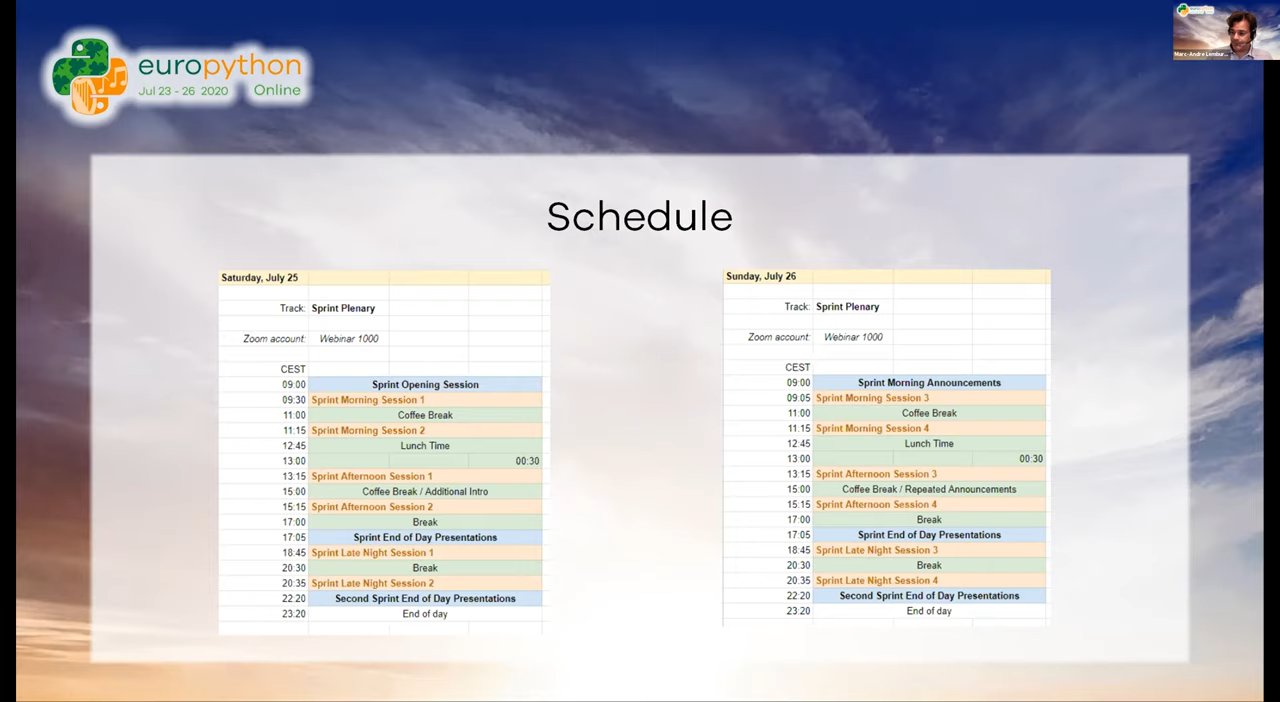 europython
Jul 23 - 26 2020 Online
Marc-Andre Lembur...
Schedule
Saturday, July 25
Track: Sprint Plenary
Zoom account: Webinar 1000
CEST
09:00 Sprint Opening Session
09:30 Sprint Morning Session 1
11:00 Coffee Break
11:15 Sprint Morning Session 2
12:45 Lunch Time
13:00 00:30
13:15 Sprint Afternoon Session 1
15:00 Coffee Break / Additional Intro
15:15 Sprint Afternoon Session 2
17:00 Break
17:05 Sprint End of Day Presentations
18:45 Sprint Late Night Session 1
20:30 Break
20:35 Sprint Late Night Session 2
22:20 Second Sprint End of Day Presentations
23:20 End of day
Sunday, July 26
Track: Sprint Plenary
Zoom account: Webinar 1000
CEST
09:00 Sprint Morning Announcements
09:05 Sprint Morning Session 3
11:00 Coffee Break
11:15 Sprint Morning Session 4
12:45 Lunch Time
13:00 00:30
13:15 Sprint Afternoon Session 3
15:00 Coffee Break / Repeated Announcements
15:15 Sprint Afternoon Session 4
17:00 Break
17:05 Sprint End of Day Presentations
18:45 Sprint Late Night Session 3
20:30 Break
20:35 Sprint Late Night Session 4
22:20 Second Sprint End of Day Presentations
23:20 End of day